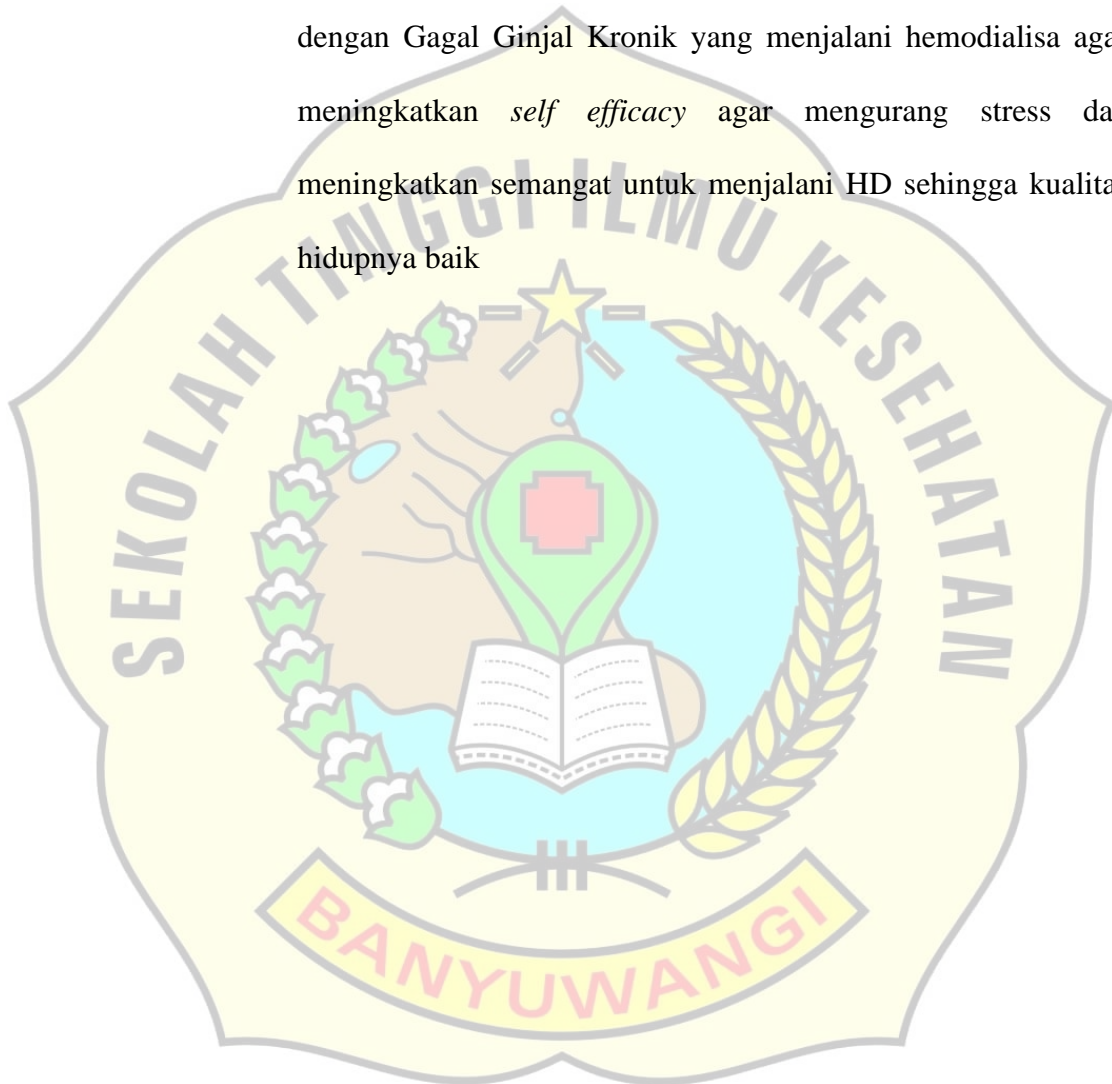 dengan Gagal Ginjal Kronik yang menjalani hemodialisa aga
meningkatkan self efficacy agar mengurang stress da
meningkatkan semangat untuk menjalani HD sehingga kualita
hidupnya baik
SEKOLAH TINGGI ILMU KESEHATAN
BANYUWANGI